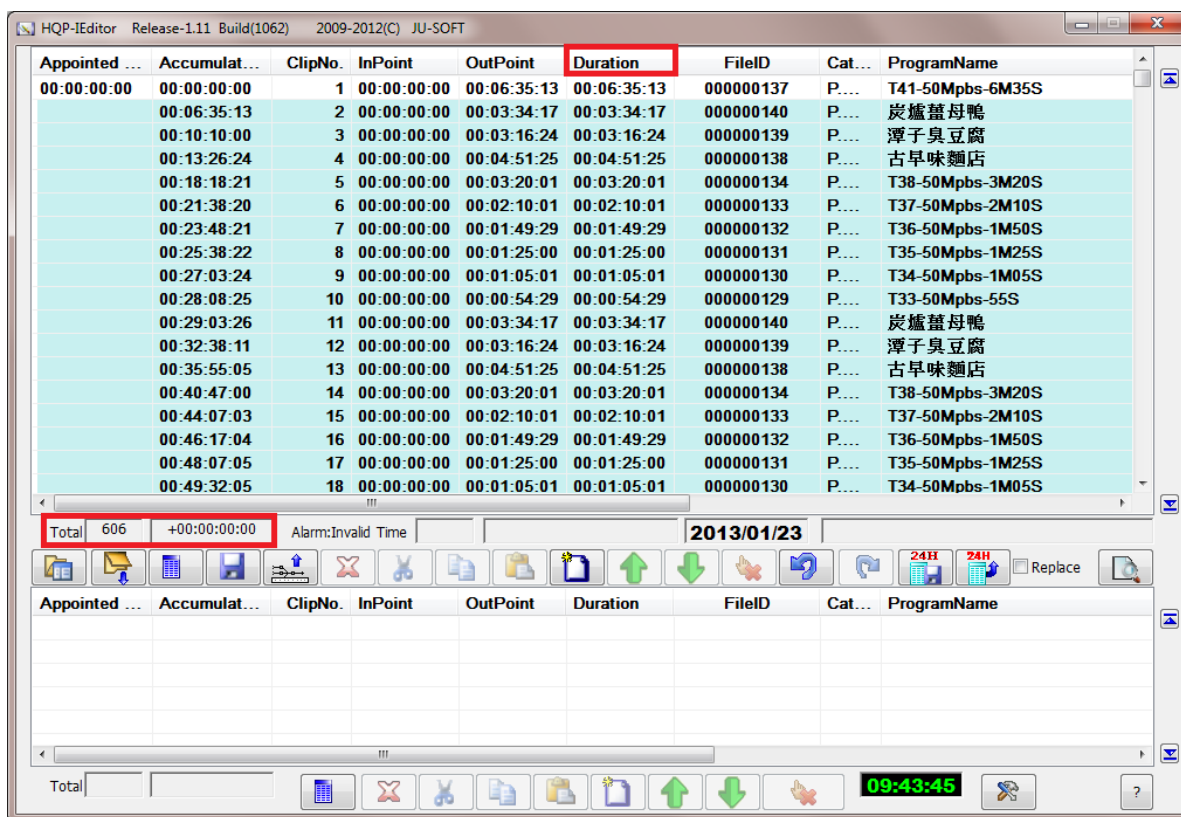 HQP-IEditor Release-1.11 Build(1062) 2009-2012(C) JU-SOFT
Appointed ... Accumulat... ClipNo. InPoint OutPoint Duration FileID Cat... ProgramName
00:00:00:00 00:00:00:00 1 00:00:00:00 00:06:35:13 00:06:35:13 000000137 P.... T41-50Mpbs-6M35S
00:06:35:13 2 00:00:00:00 00:03:34:17 00:03:34:17 000000140 P.... 炭爐薑母鴨
00:10:10:00 3 00:00:00:00 00:03:16:24 00:03:16:24 000000139 P.... 潭子臭豆腐
00:13:26:24 4 00:00:00:00 00:04:51:25 00:04:51:25 000000138 P.... 古早味麵店
00:18:18:21 5 00:00:00:00 00:03:20:01 00:03:20:01 000000134 P.... T38-50Mpbs-3M20S
00:21:38:20 6 00:00:00:00 00:02:10:01 00:02:10:01 000000133 P.... T37-50Mpbs-2M10S
00:23:48:21 7 00:00:00:00 00:01:49:29 00:01:49:29 000000132 P.... T36-50Mpbs-1M50S
00:25:38:22 8 00:00:00:00 00:01:25:00 00:01:25:00 000000131 P.... T35-50Mpbs-1M25S
00:27:03:24 9 00:00:00:00 00:01:05:01 00:01:05:01 000000130 P.... T34-50Mpbs-1M05S
00:28:08:25 10 00:00:00:00 00:00:54:29 00:00:54:29 000000129 P.... T33-50Mpbs-55S
00:29:03:26 11 00:00:00:00 00:03:34:17 00:03:34:17 000000140 P.... 炭爐薑母鴨
00:32:38:11 12 00:00:00:00 00:03:16:24 00:03:16:24 000000139 P.... 潭子臭豆腐
00:35:55:05 13 00:00:00:00 00:04:51:25 00:04:51:25 000000138 P.... 古早味麵店
00:40:47:00 14 00:00:00:00 00:03:20:01 00:03:20:01 000000134 P.... T38-50Mpbs-3M20S
00:44:07:03 15 00:00:00:00 00:02:10:01 00:02:10:01 000000133 P.... T37-50Mpbs-2M10S
00:46:17:04 16 00:00:00:00 00:01:49:29 00:01:49:29 000000132 P.... T36-50Mpbs-1M50S
00:48:07:05 17 00:00:00:00 00:01:25:00 00:01:25:00 000000131 P.... T35-50Mpbs-1M25S
00:49:32:05 18 00:00:00:00 00:01:05:01 00:01:05:01 000000130 P.... T34-50Mpbs-1M05S
Total 606 +00:00:00:00 Alarm:Invalid Time 2013/01/23
24H 24H Replace
Appointed ... Accumulat... ClipNo. InPoint OutPoint Duration FileID Cat... ProgramName
Total 09:43:45 ?